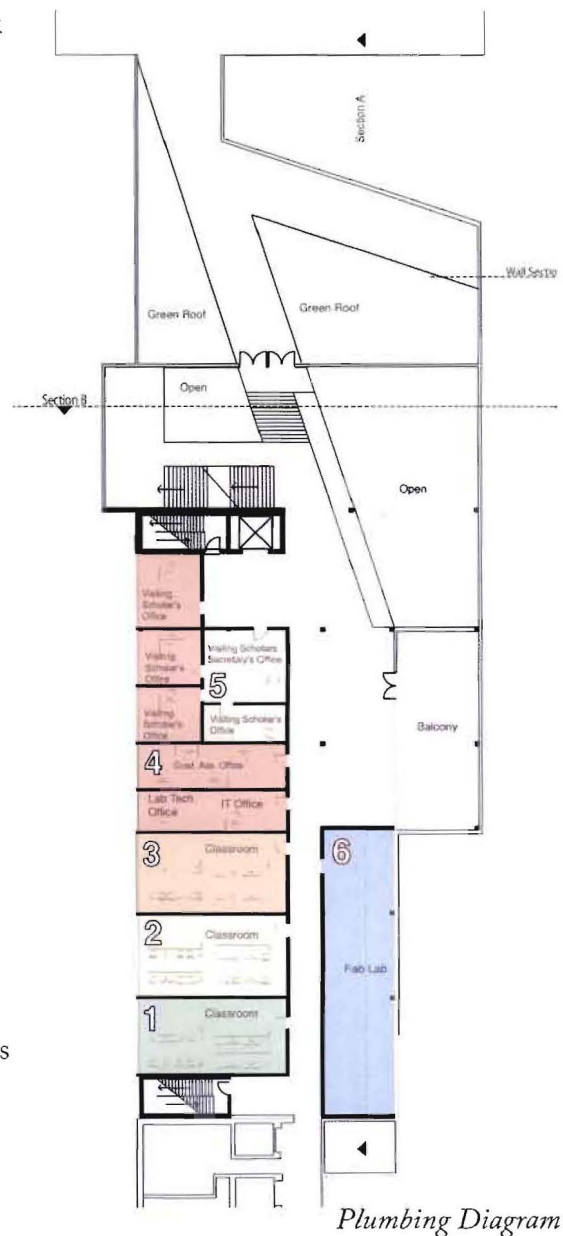 Section A
Wall Sectio
Green Roof
Green Roof
Open
Section B
Open
Visiting
Scholar's
Office
Visiting
Scholar's
Office
Visiting Scholars
Secretary's Office
5
Visiting
Scholar's
Office
Visiting Scholar's
Office
Balcony
4
Grad. Ass. Office
Lab Tech
Office
IT Office
3
Classroom
6
2
Classroom
Fab Lab
1
Classroom
s
Plumbing Diagram